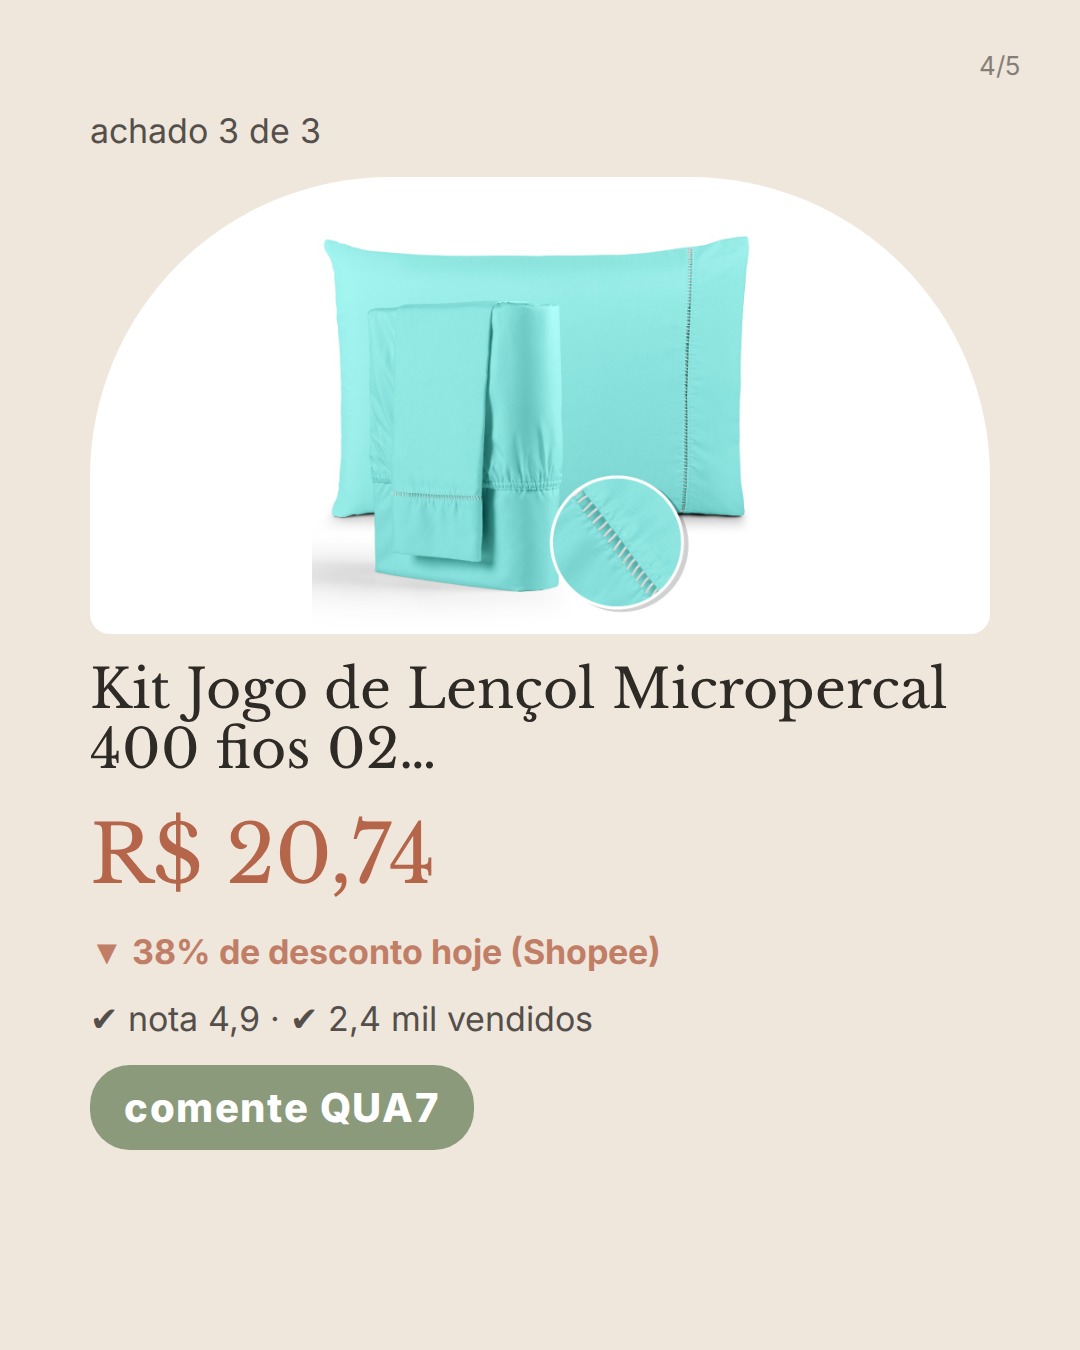 4/5
achado 3 de 3
Kit Jogo de Lençol Micropercal
400 fios 02...
R$ 20,74
▼ 38% de desconto hoje (Shopee)
✔ nota 4,9 · ✔ 2,4 mil vendidos
comente QUA7